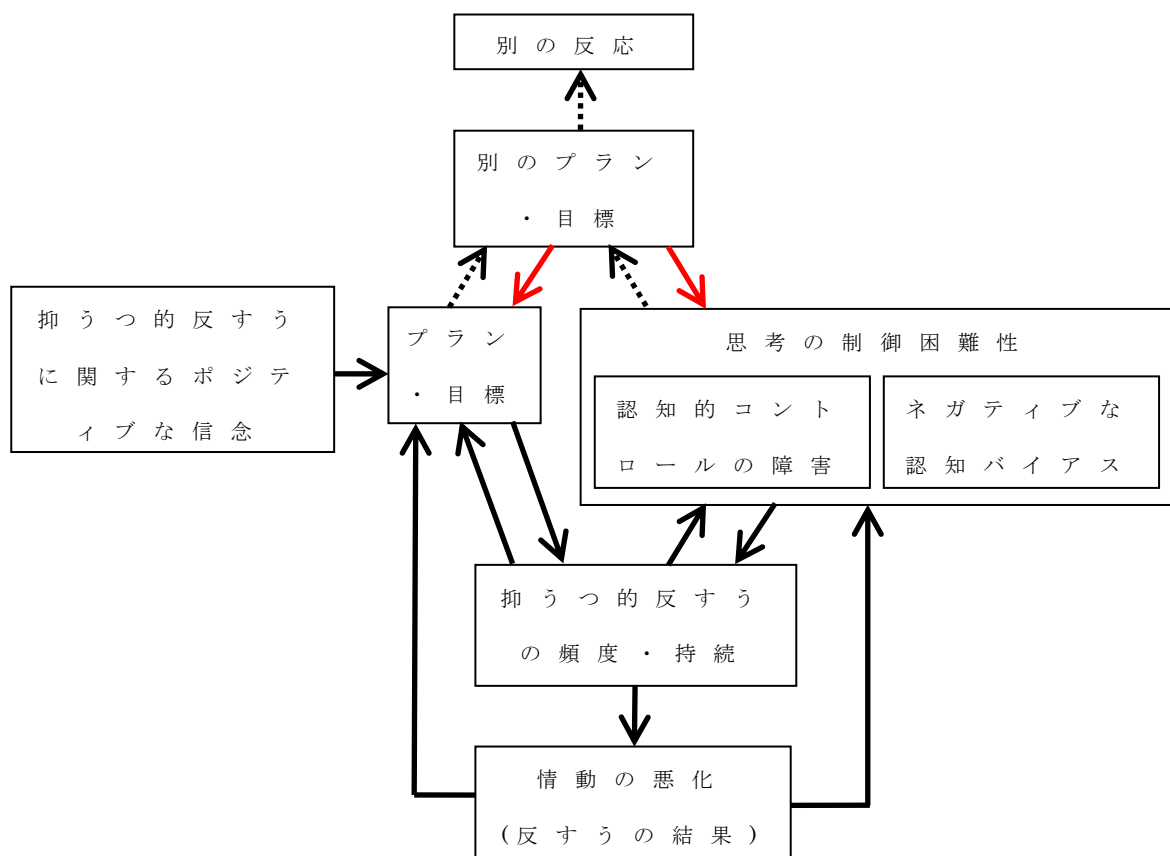 別の反応
別のプラン
・目標
抑うつ的反すう
に関するポジテ
ィブな信念
プラン
・目標
思考の制御困難性
認知的コント
ロールの障害
ネガティブな
認知バイアス
抑うつ的反すう
の頻度・持続
情動の悪化
(反すうの結果)